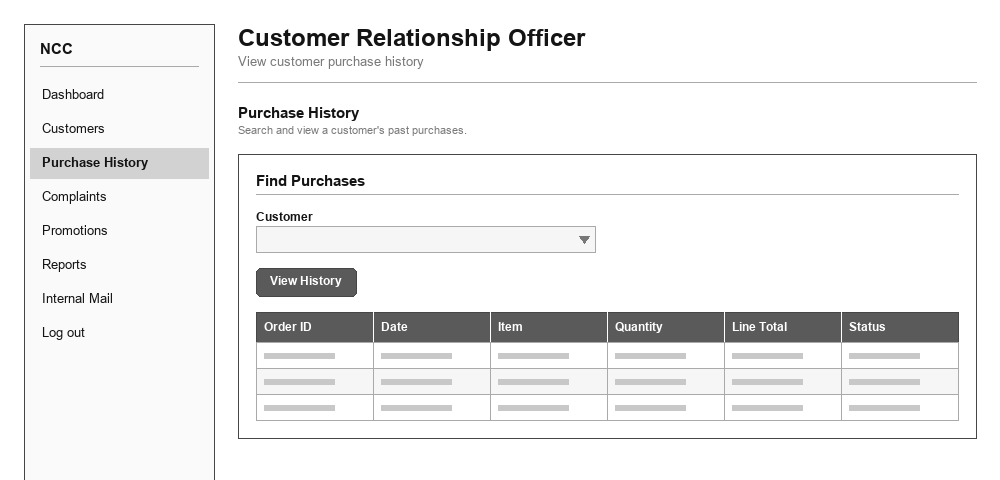 NCC
Dashboard
Customers
Purchase History
Complaints
Promotions
Reports
Internal Mail
Log out
Customer Relationship Officer
View customer purchase history
Purchase History
Search and view a customer's past purchases.
Find Purchases
Customer
View History
Order ID Date Item Quantity Line Total Status